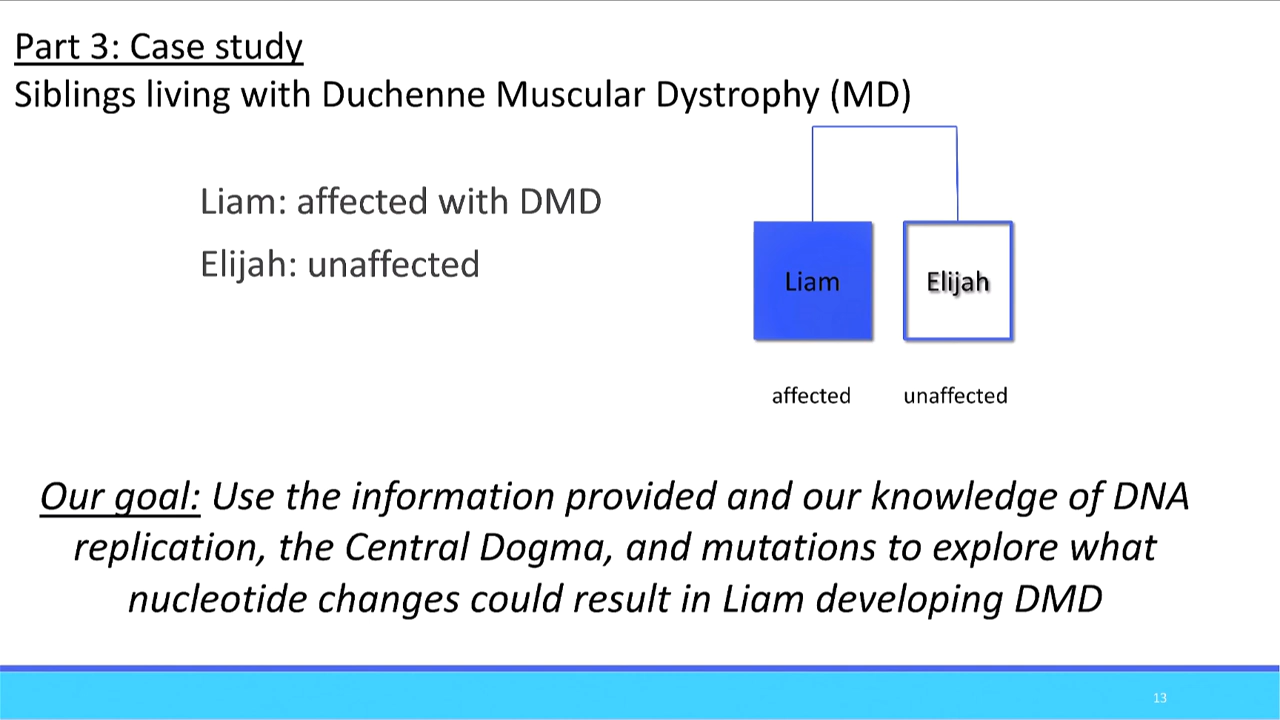 Part 3: Case study
Siblings living with Duchenne Muscular Dystrophy (MD)
Liam: affected with DMD
Elijah: unaffected
Liam
Elijah
affected
unaffected
Our goal: Use the information provided and our knowledge of DNA
replication, the Central Dogma, and mutations to explore what
nucleotide changes could result in Liam developing DMD
13